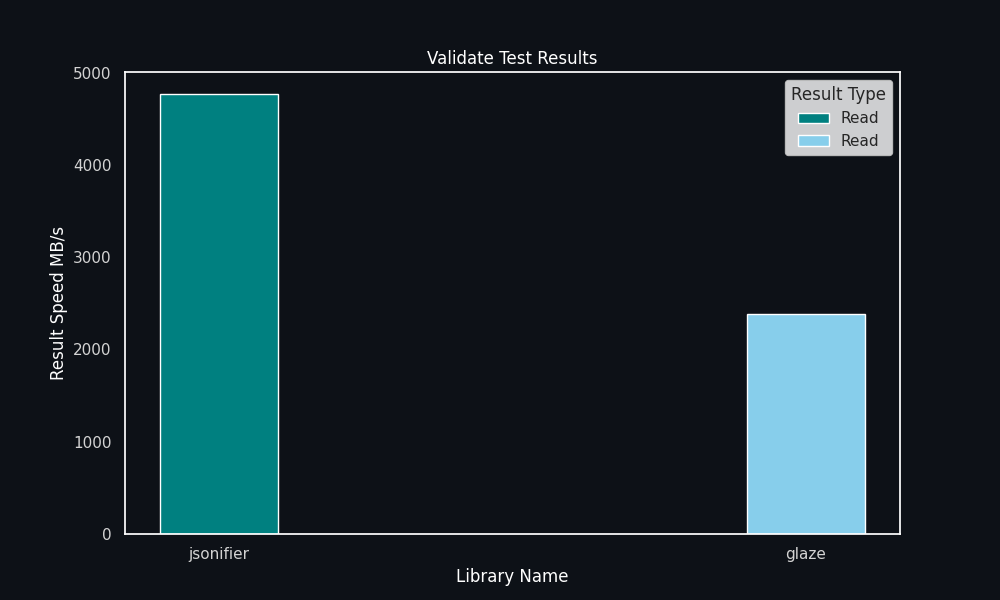 Validate Test Results
Result Speed MB/s
5000
4000
3000
2000
1000
0
Result Type
Read
Read
jsonifier
glaze
Library Name